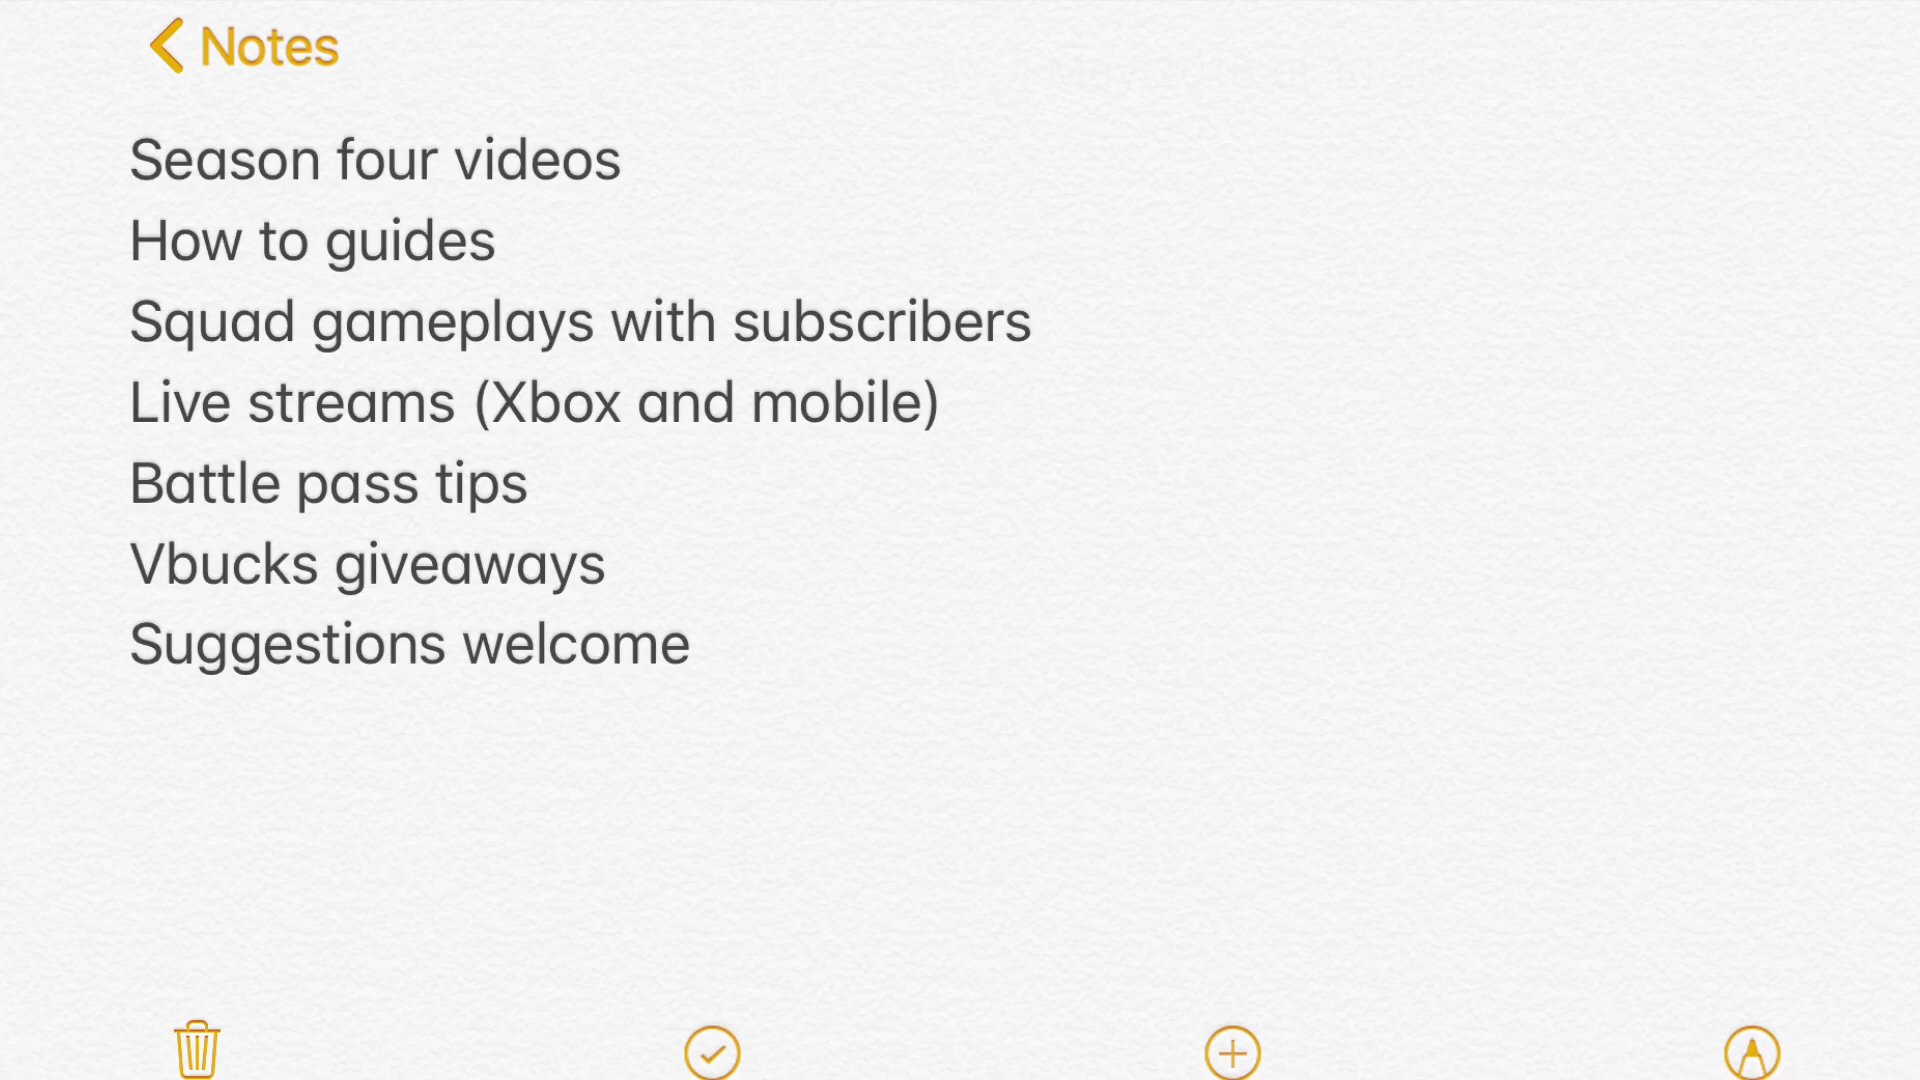 Notes
Season four videos
How to guides
Squad gameplays with subscribers
Live streams (Xbox and mobile)
Battle pass tips
Vbucks giveaways
Suggestions welcome